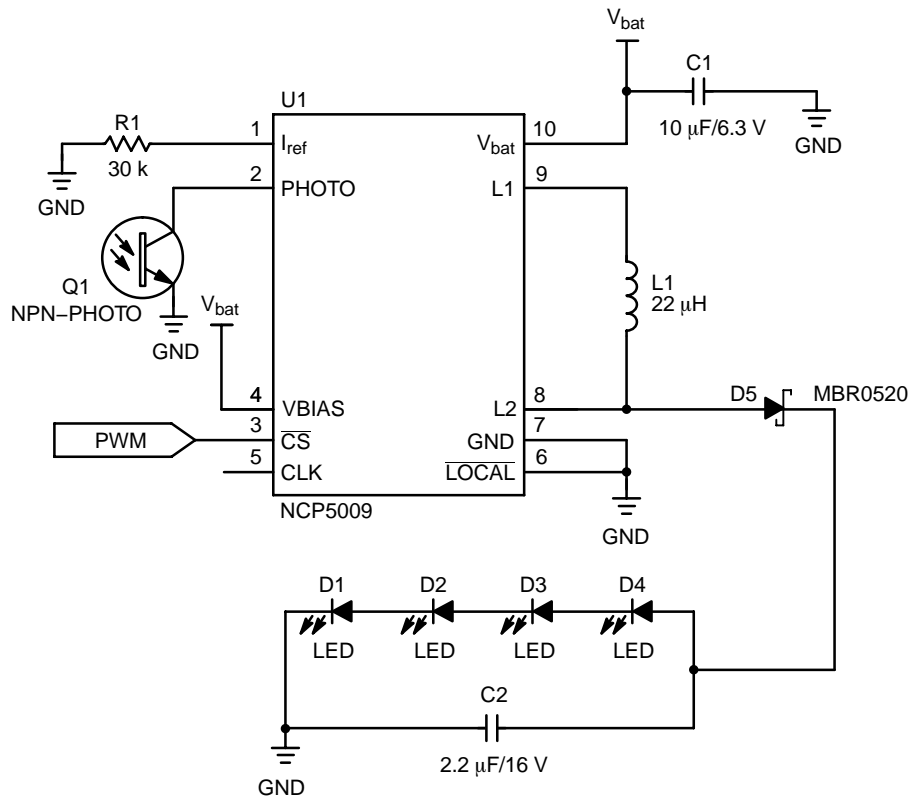 V_bat
C1
10 μF/6.3 V
GND
U1
R1
30 k
GND
1
I_ref
V_bat
10
2
PHOTO
L1
9
Q1
NPN–PHOTO
GND
V_bat
L1
22 μH
4
VBIAS
L2
8
D5
MBR0520
PWM
3
CS
GND
7
5
CLK
LOCAL
6
NCP5009
GND
D1
D2
D3
D4
LED
LED
LED
LED
C2
2.2 μF/16 V
GND